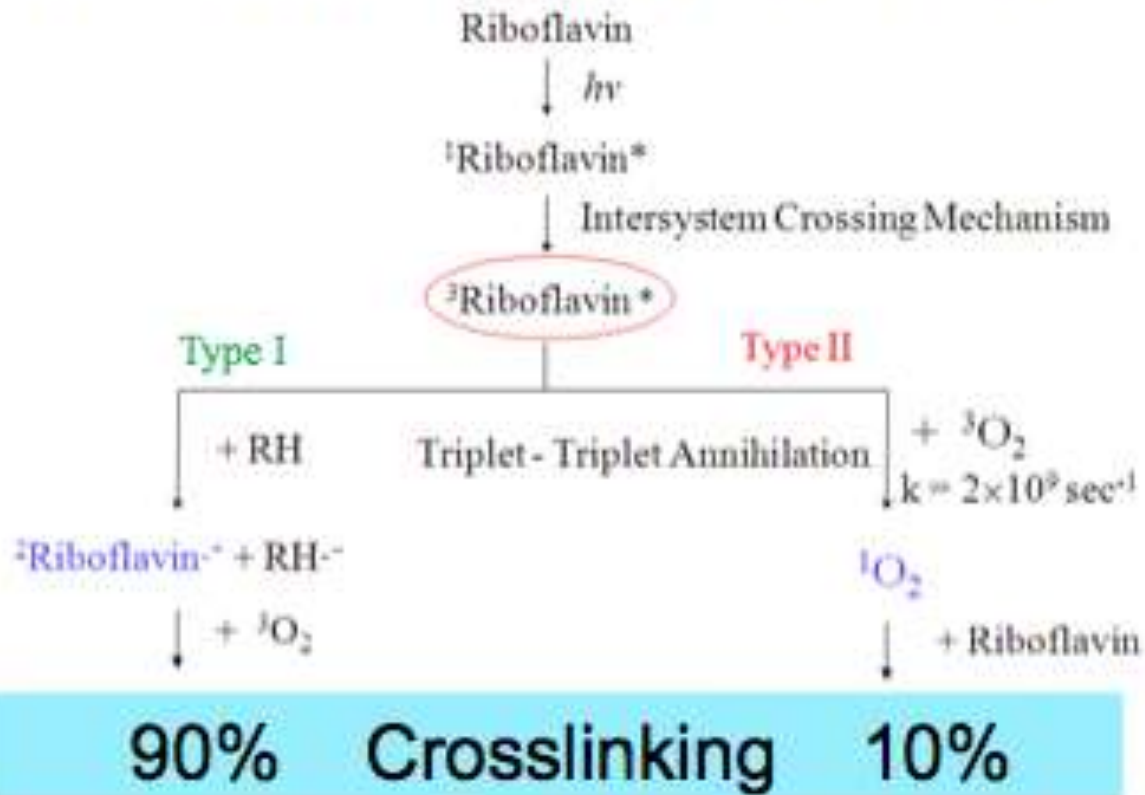 Riboflavin
hν
¹Riboflavin*
Intersystem Crossing Mechanism
³Riboflavin *
Type I
Type II
+ RH
Triplet - Triplet Annihilation
+ ³O₂
k = 2×10⁹ sec⁻¹
²Riboflavin·⁻ + RH·⁻
¹O₂
+ ³O₂
+ Riboflavin
90% Crosslinking 10%